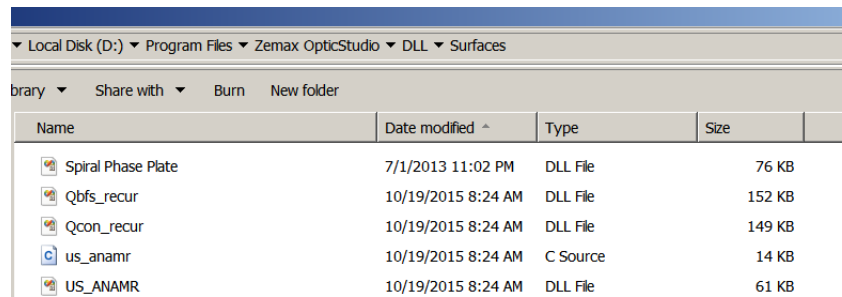 Local Disk (D:) Program Files Zemax OpticStudio DLL Surfaces
brary Share with Burn New folder
Name Date modified Type Size
Spiral Phase Plate 7/1/2013 11:02 PM DLL File 76 KB
Qbfs_recur 10/19/2015 8:24 AM DLL File 152 KB
Qcon_recur 10/19/2015 8:24 AM DLL File 149 KB
us_anamr 10/19/2015 8:24 AM C Source 14 KB
US_ANAMR 10/19/2015 8:24 AM DLL File 61 KB